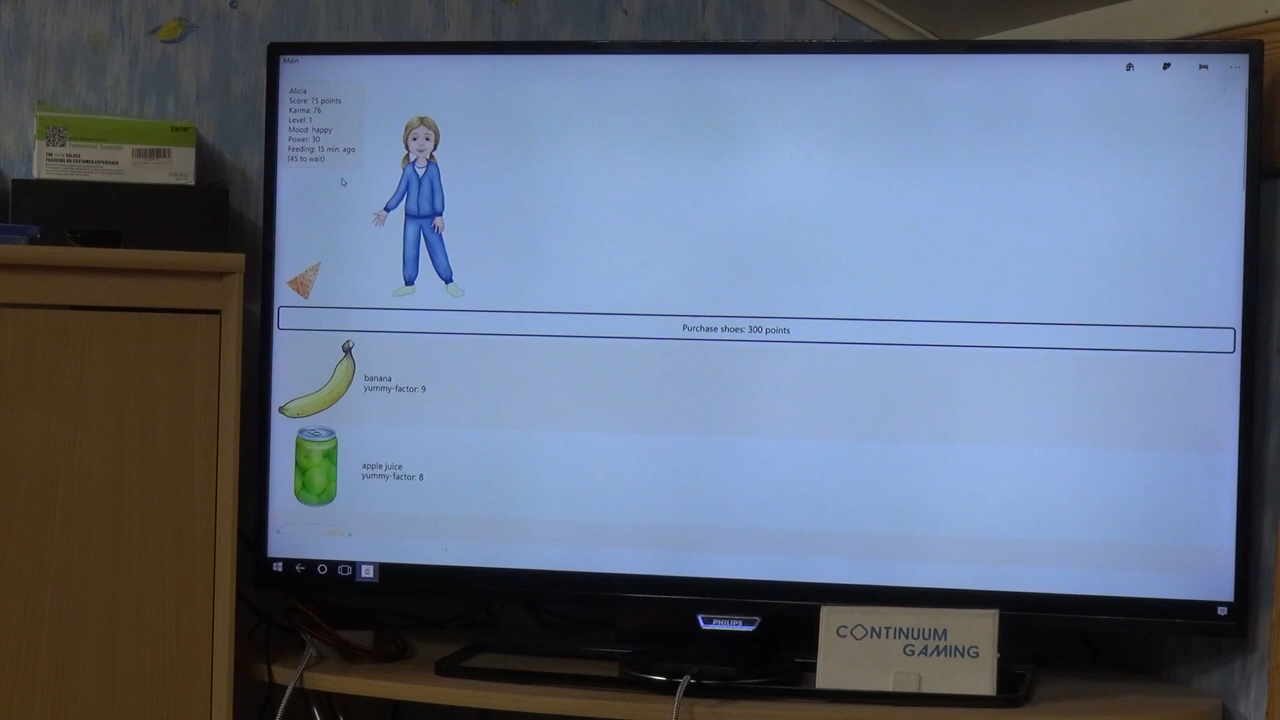 Main
Alicia
Score: 75 points
Karma: 76
Level: 1
Mood: happy
Power: 30
Feeding: 15 min. ago
(45 to wait)
Purchase shoes: 300 points
banana
yummy-factor: 9
apple juice
yummy-factor: 8
PHILIPS
CONTINUUM
GAMING